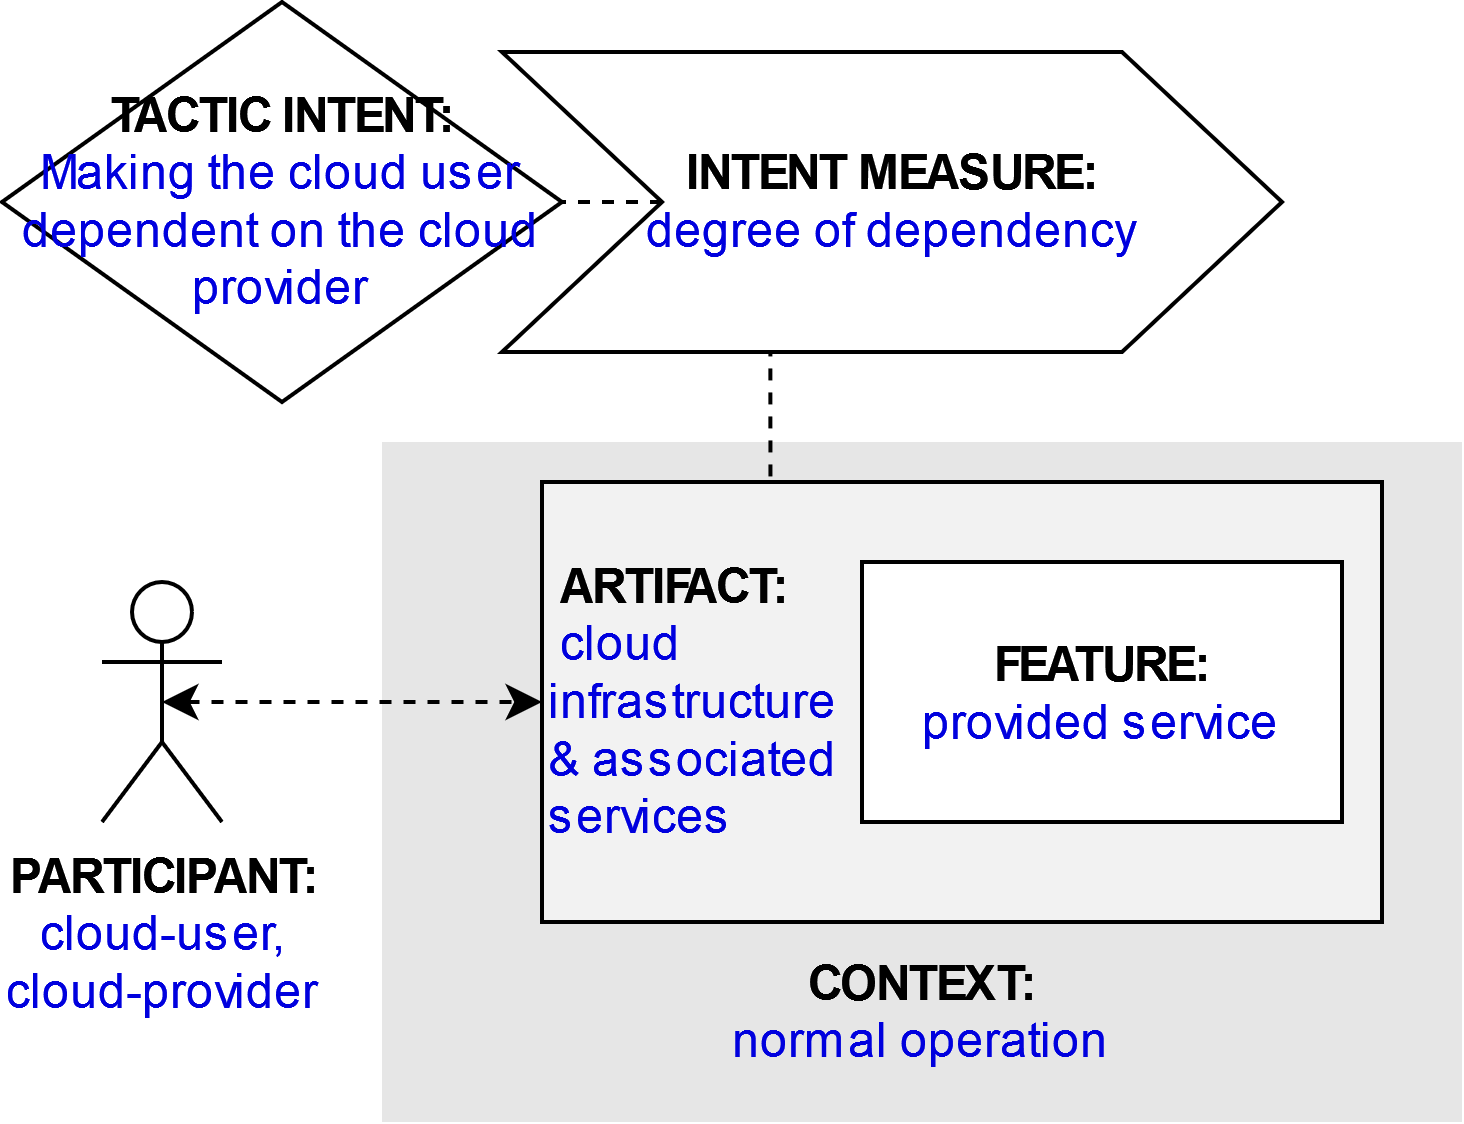 TACTIC INTENT:
Making the cloud user
dependent on the cloud
provider
INTENT MEASURE:
degree of dependency
ARTIFACT:
cloud
infrastructure
& associated
services
FEATURE:
provided service
PARTICIPANT:
cloud-user,
cloud-provider
CONTEXT:
normal operation